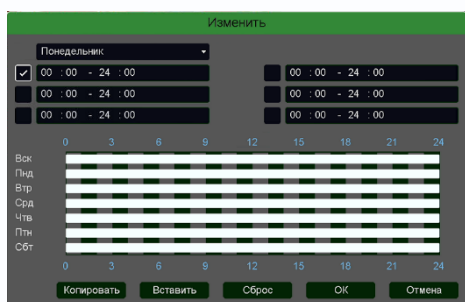 Изменить
Понедельник
00 :00 - 24 :00 00 :00 - 24 :00
00 :00 - 24 :00 00 :00 - 24 :00
00 :00 - 24 :00 00 :00 - 24 :00
0 3 6 9 12 15 18 21 24
Вск
Пнд
Втр
Срд
Чтв
Птн
Сбт
0 3 6 9 12 15 18 21 24
Копировать Вставить Сброс ОК Отмена